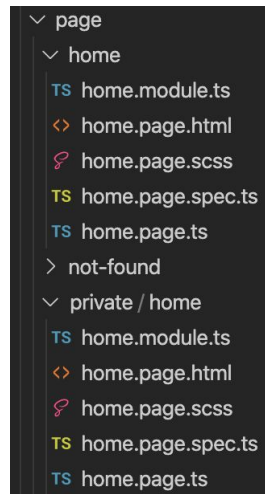 page
home
TS home.module.ts
<> home.page.html
home.page.scss
TS home.page.spec.ts
TS home.page.ts
not-found
private / home
TS home.module.ts
<> home.page.html
home.page.scss
TS home.page.spec.ts
TS home.page.ts